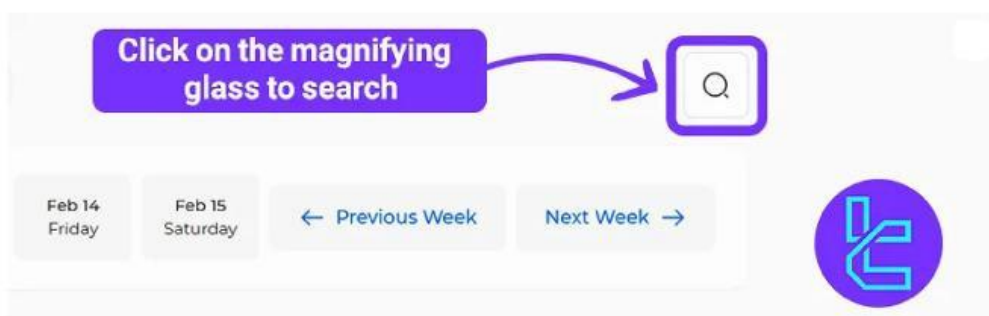 Click on the magnifying
glass to search
Feb 14
Friday
Feb 15
Saturday
← Previous Week
Next Week →